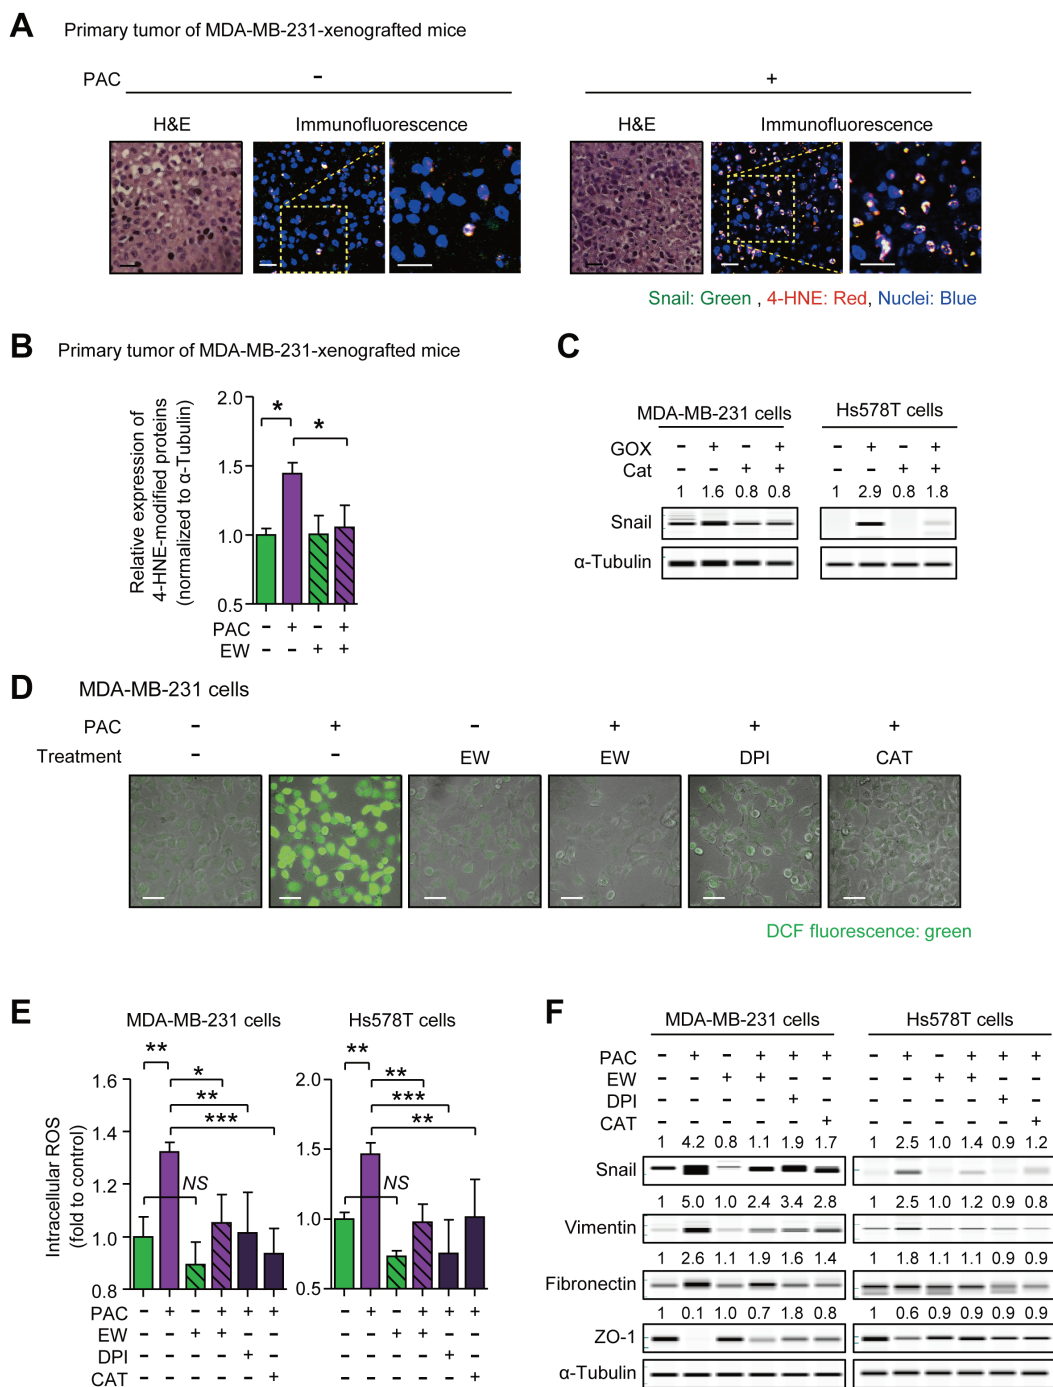 A Primary tumor of MDA-MB-231-xenografted mice
PAC - +
H&E Immunofluorescence H&E Immunofluorescence
Snail: Green , 4-HNE: Red, Nuclei: Blue
B Primary tumor of MDA-MB-231-xenografted mice
Relative expression of
4-HNE-modified proteins
(normalized to α-Tubulin)
2.0
1.5
1.0
0.5
* *
PAC - + - +
EW - - + +
C
MDA-MB-231 cells Hs578T cells
GOX - + - + - + - +
Cat - - + + - - + +
1 1.6 0.8 0.8 1 2.9 0.8 1.8
Snail
α-Tubulin
D MDA-MB-231 cells
PAC - + - + + +
Treatment - - EW EW DPI CAT
DCF fluorescence: green
E
MDA-MB-231 cells Hs578T cells
Intracellular ROS
(fold to control)
1.6
1.4
1.2
1.0
0.8
** * ** *** NS
2.0
1.5
1.0
0.5
** ** *** ** NS
PAC - + - + + + - + - + + +
EW - - + + - - - - + + - -
DPI - - - - + - - - - - + -
CAT - - - - - + - - - - - +
F
MDA-MB-231 cells Hs578T cells
PAC - + - + + + - + - + + +
EW - - + + - - - - + + - -
DPI - - - - + - - - - - + -
CAT - - - - - + - - - - - +
1 4.2 0.8 1.1 1.9 1.7 1 2.5 1.0 1.4 0.9 1.2
Snail
1 5.0 1.0 2.4 3.4 2.8 1 2.5 1.0 1.2 0.9 0.8
Vimentin
1 2.6 1.1 1.9 1.6 1.4 1 1.8 1.1 1.1 0.9 0.9
Fibronectin
1 0.1 1.0 0.7 1.8 0.8 1 0.6 0.9 0.9 0.9 0.9
ZO-1
α-Tubulin